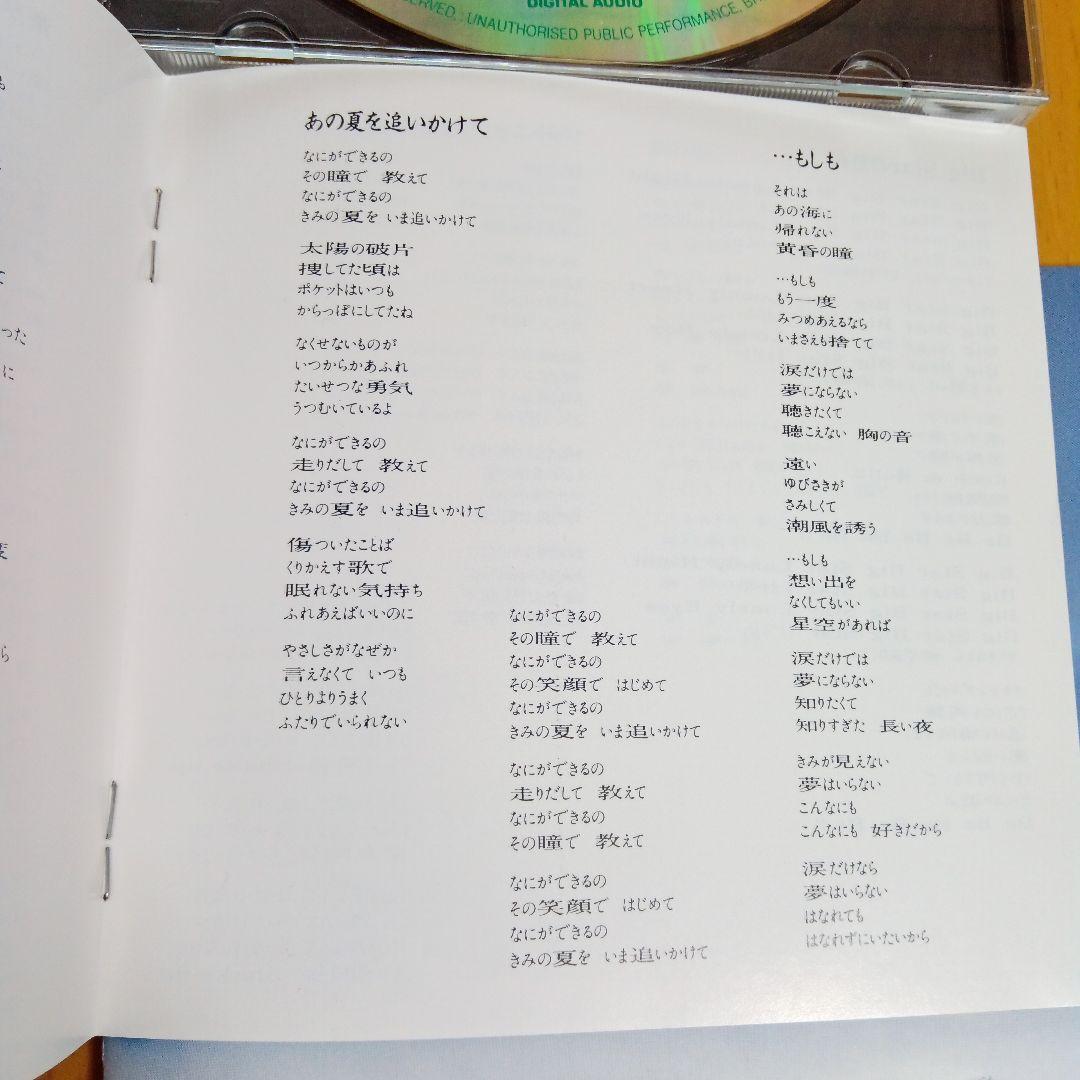 DIGITAL AUDIO
UNAUTHORISED PUBLIC PERFORMANCE,
った
に
ら
あの夏を追いかけて
なにができるの
その瞳で 教えて
なにができるの
きみの夏を いま追いかけて
太陽の破片
捜してた頃は
ポケットはいつも
からっぽにしてたね
なくせないものが
いつからかあふれ
たいせつな勇気
うつむいているよ
なにができるの
走りだして 教えて
なにができるの
きみの夏を いま追いかけて
傷ついたことば
くりかえす歌で
眠れない気持ち
ふれあえばいいのに
やさしさがなぜか
言えなくて いつも
ひとりよりうまく
ふたりでいられない
なにができるの
その瞳で 教えて
なにができるの
その笑顔で はじめて
なにができるの
きみの夏を いま追いかけて
なにができるの
走りだして 教えて
なにができるの
その瞳で 教えて
なにができるの
その笑顔で はじめて
なにができるの
きみの夏を いま追いかけて
…もしも
それは
あの海に
帰れない
黄昏の瞳
…もしも
もう一度
みつめあえるなら
いまさえも捨てて
涙だけでは
夢にならない
聴きたくて
聴こえない 胸の音
遠い
ゆびさきが
さみしくて
潮風を誘う
…もしも
想い出を
なくしてもいい
星空があれば
涙だけでは
夢にならない
知りたくて
知りすぎた 長い夜
きみが見えない
夢はいらない
こんなにも
こんなにも 好きだから
涙だけなら
夢はいらない
はなれても
はなれずにいたいから